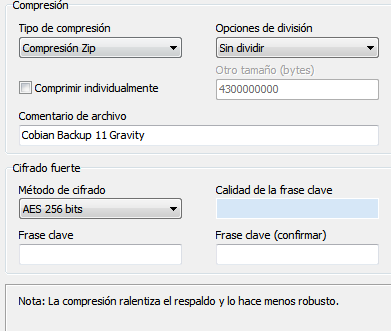 Compresión
Tipo de compresión
Opciones de división
Compresión Zip
Sin dividir
Otro tamaño (bytes)
Comprimir individualmente
4300000000
Comentario de archivo
Cobian Backup 11 Gravity
Cifrado fuerte
Método de cifrado
Calidad de la frase clave
AES 256 bits
Frase clave
Frase clave (confirmar)
Nota: La compresión ralentiza el respaldo y lo hace menos robusto.